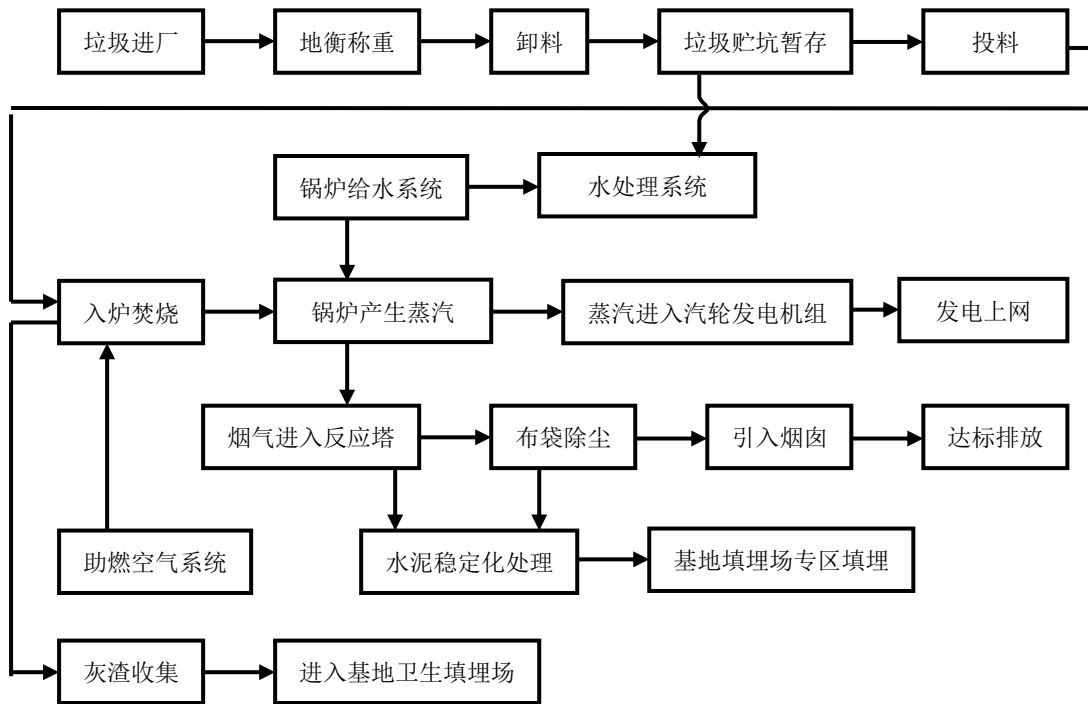 垃圾进厂
地衡称重
卸料
垃圾贮坑暂存
投料
锅炉给水系统
水处理系统
入炉焚烧
锅炉产生蒸汽
蒸汽进入汽轮发电机组
发电上网
烟气进入反应塔
布袋除尘
引入烟囱
达标排放
助燃空气系统
水泥稳定化处理
基地填埋场专区填埋
灰渣收集
进入基地卫生填埋场